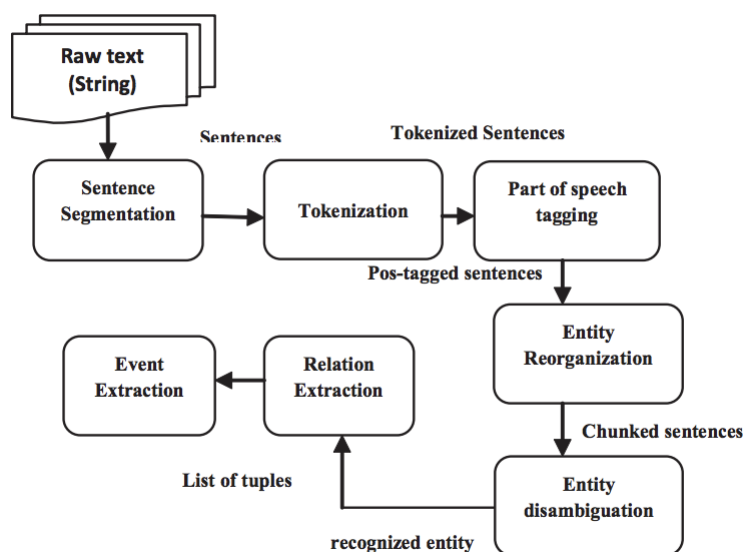 Raw text
(String)
Sentences
Tokenized Sentences
Sentence
Segmentation
Tokenization
Part of speech
tagging
Pos-tagged sentences
Entity
Reorganization
Event
Extraction
Relation
Extraction
Chunked sentences
List of tuples
Entity
disambiguation
recognized entity